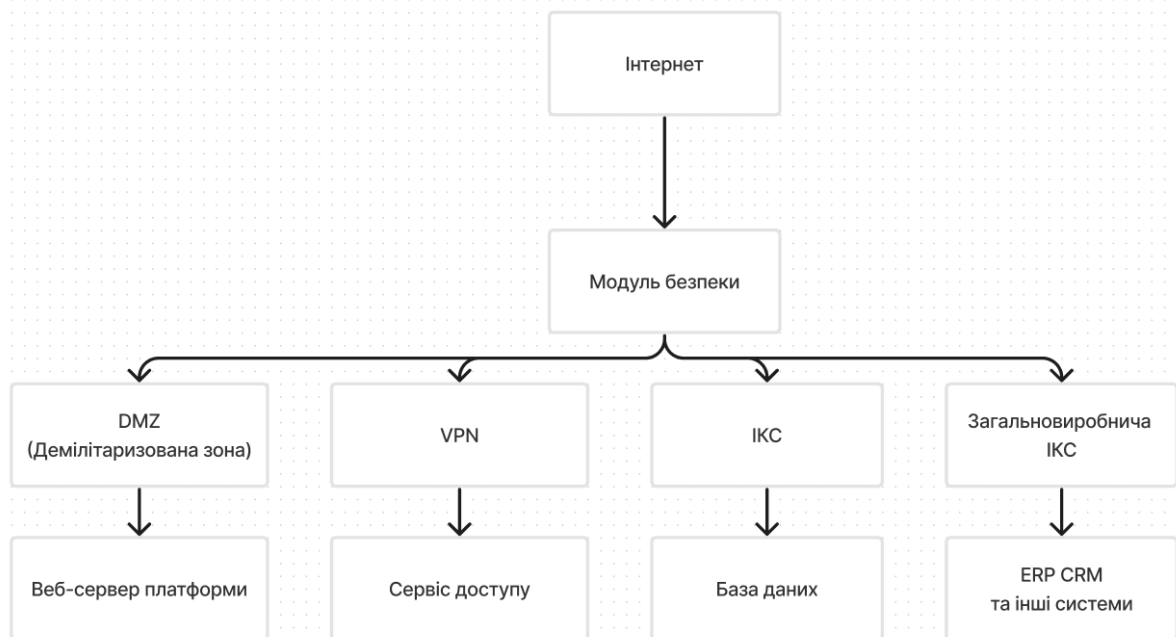 Інтернет
Модуль безпеки
DMZ
(Демілітаризована зона)
VPN
ІКС
Загальновиробнича
ІКС
Веб-сервер платформи
Сервіс доступу
База даних
ERP CRM
та інші системи